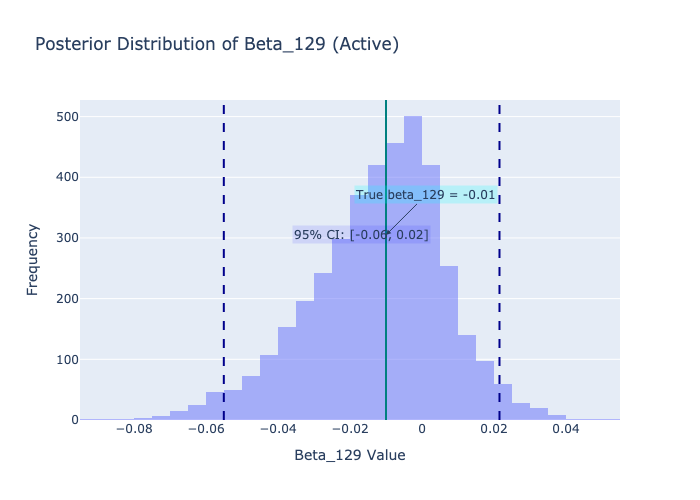 Posterior Distribution of Beta_129 (Active)
500
400
300
200
100
0
Frequency
True beta_129 = -0.01
95% CI: [-0.06, 0.02]
−0.08
−0.06
−0.04
−0.02
0
0.02
0.04
Beta_129 Value